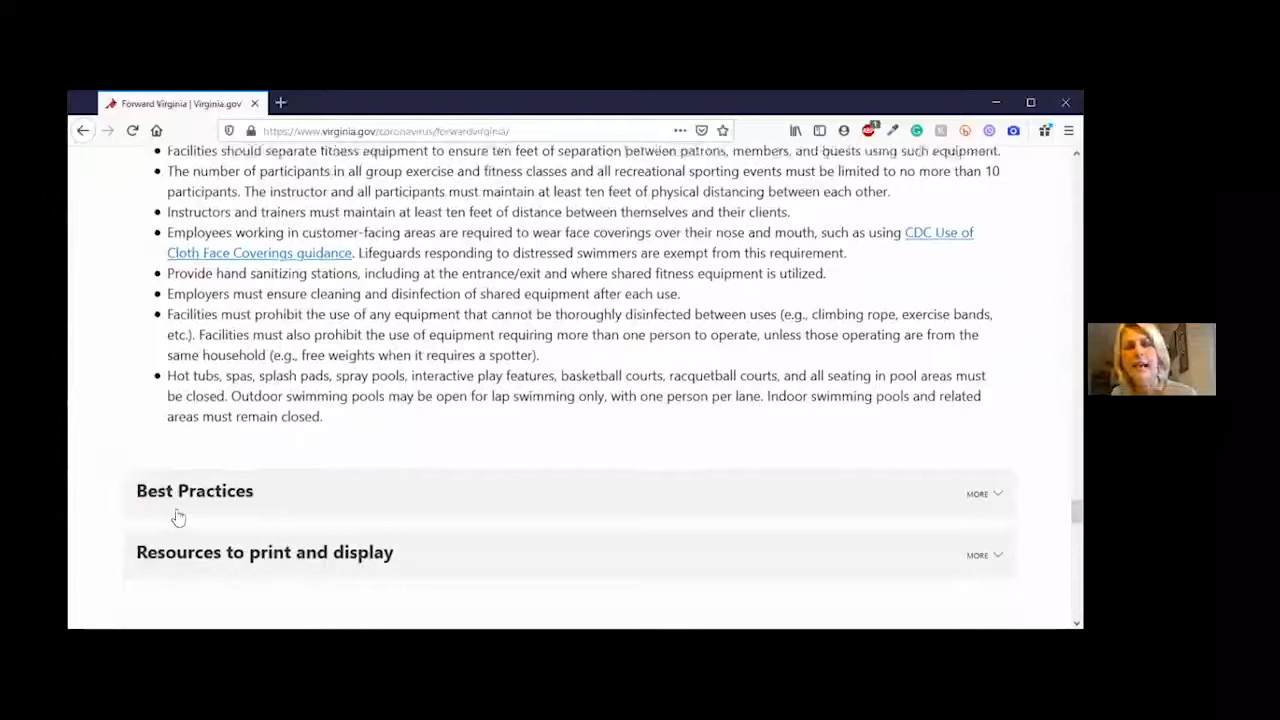 Forward Virginia | Virginia.gov
https://www.virginia.gov/coronavirus/forwardvirginia/
Facilities should separate fitness equipment to ensure ten feet of separation between patrons, members, and guests using such equipment.
The number of participants in all group exercise and fitness classes and all recreational sporting events must be limited to no more than 10
participants. The instructor and all participants must maintain at least ten feet of physical distancing between each other.
Instructors and trainers must maintain at least ten feet of distance between themselves and their clients.
Employees working in customer-facing areas are required to wear face coverings over their nose and mouth, such as using CDC Use of
Cloth Face Coverings guidance. Lifeguards responding to distressed swimmers are exempt from this requirement.
Provide hand sanitizing stations, including at the entrance/exit and where shared fitness equipment is utilized.
Employers must ensure cleaning and disinfection of shared equipment after each use.
Facilities must prohibit the use of any equipment that cannot be thoroughly disinfected between uses (e.g., climbing rope, exercise bands,
etc.). Facilities must also prohibit the use of equipment requiring more than one person to operate, unless those operating are from the
same household (e.g., free weights when it requires a spotter).
Hot tubs, spas, splash pads, spray pools, interactive play features, basketball courts, racquetball courts, and all seating in pool areas must
be closed. Outdoor swimming pools may be open for lap swimming only, with one person per lane. Indoor swimming pools and related
areas must remain closed.
Best Practices
MORE
Resources to print and display
MORE